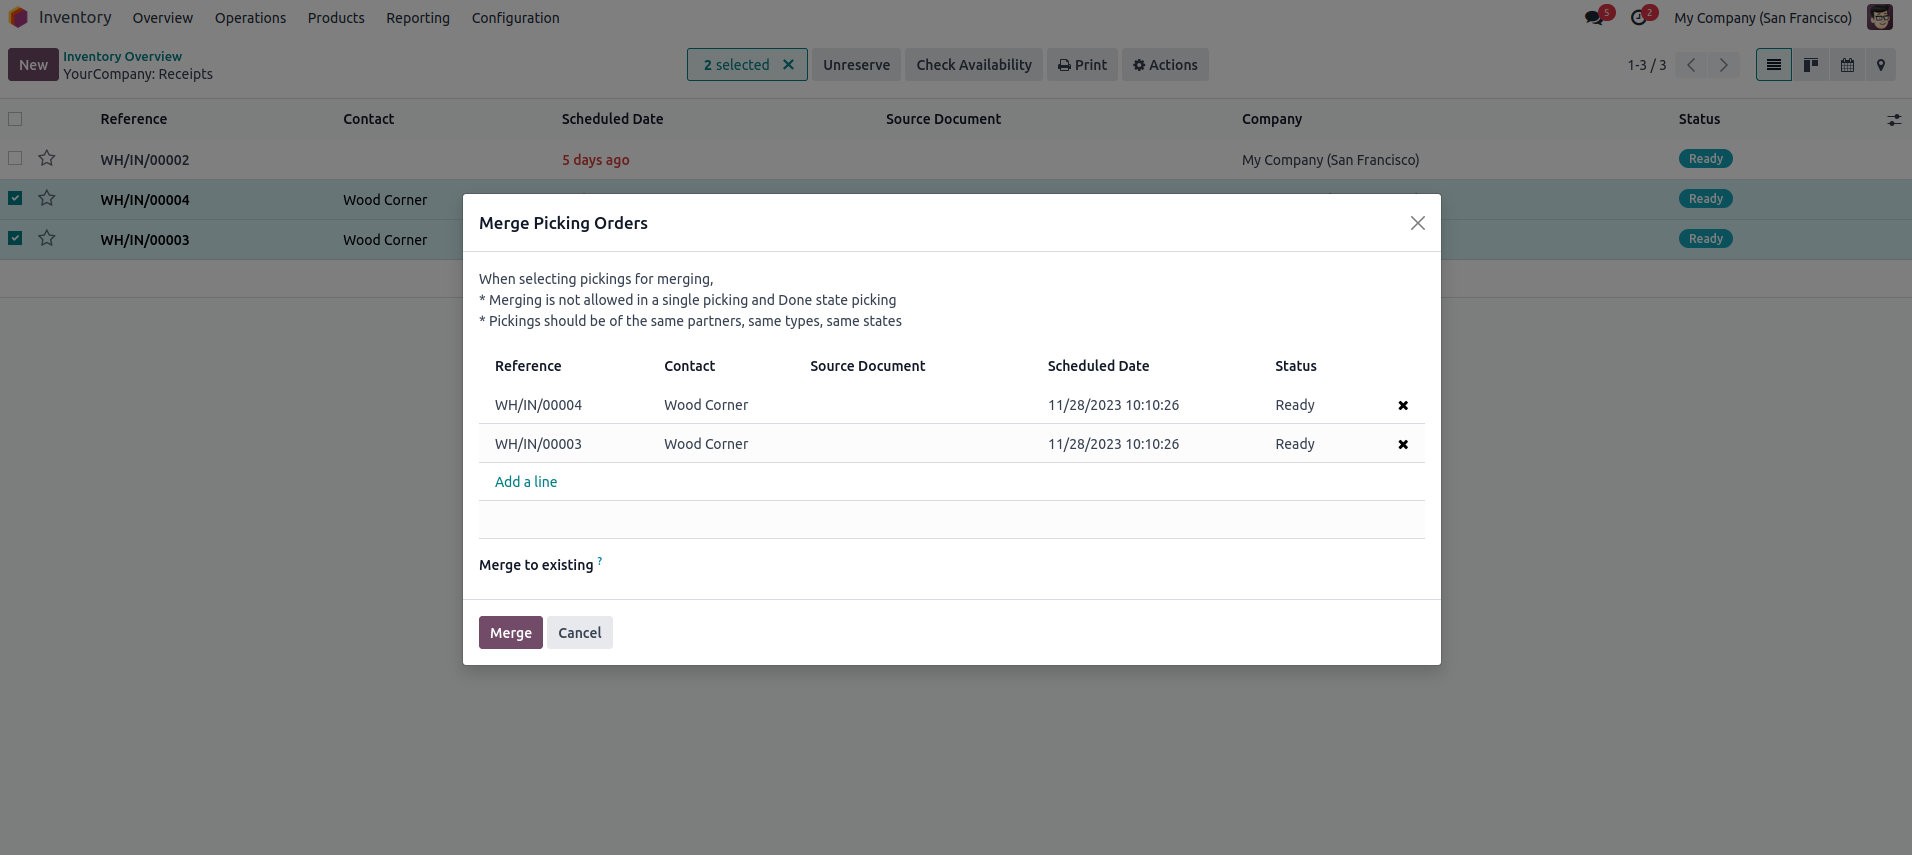 Inventory Overview Operations Products Reporting Configuration 5 2 My Company (San Francisco)
New Inventory Overview 2 selected Unreserve Check Availability Print Actions 1-3 / 3
YourCompany: Receipts
Reference Contact Scheduled Date Source Document Company Status
WH/IN/00002 5 days ago My Company (San Francisco) Ready
WH/IN/00004 Wood Corner Ready
WH/IN/00003 Wood Corner Ready
Merge Picking Orders
When selecting pickings for merging,
* Merging is not allowed in a single picking and Done state picking
* Pickings should be of the same partners, same types, same states
Reference Contact Source Document Scheduled Date Status
WH/IN/00004 Wood Corner 11/28/2023 10:10:26 Ready
WH/IN/00003 Wood Corner 11/28/2023 10:10:26 Ready
Add a line
Merge to existing ?
Merge Cancel